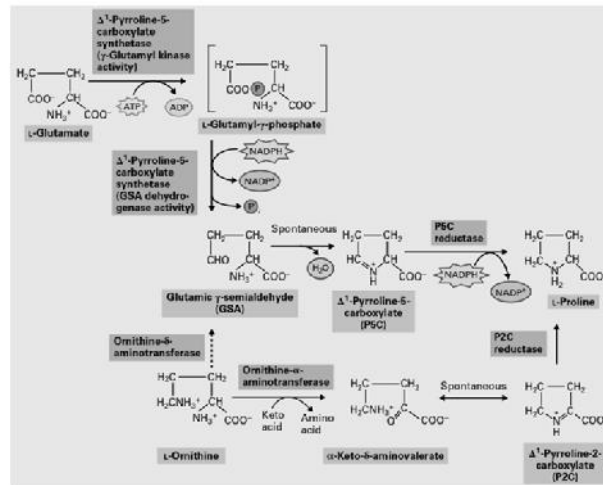 Δ¹-Pyrroline-5-
carboxylate
synthetase
(γ-Glutamyl kinase
activity)
H₂C
CH₂
COO⁻
CH
COO⁻
NH₃⁺
ATP
ADP
L-Glutamate
H₂C
CH₂
COO
P
CH
COO⁻
NH₃⁺
L-Glutamyl-γ-phosphate
Δ¹-Pyrroline-5-
carboxylate
synthetase
(GSA dehydro-
genase activity)
NADPH
NADP⁺
Pᵢ
CH₂
CHO
CH
COO⁻
NH₃⁺
Glutamic γ-semialdehyde
(GSA)
Spontaneous
H₂O
H₂C
CH₂
CH
COO⁻
N
H
Δ¹-Pyrroline-5-
carboxylate
(P5C)
P5C
reductase
NADPH
NADP⁺
H₂C
CH₂
H₂C
CH
COO⁻
N
H₂
L-Proline
Ornithine-δ-
aminotransferase
P2C
reductase
H₂C
CH₂
H₂CNH₃⁺
CH
COO⁻
NH₃⁺
L-Ornithine
Ornithine-α-
aminotransferase
Keto
acid
Amino
acid
H₂C
CH₂
H₂CNH₃⁺
C
O
COO⁻
α-Keto-δ-aminovalerate
Spontaneous
H₂C
CH₂
H₂C
C
COO⁻
N
H
Δ¹-Pyrroline-2-
carboxylate
(P2C)